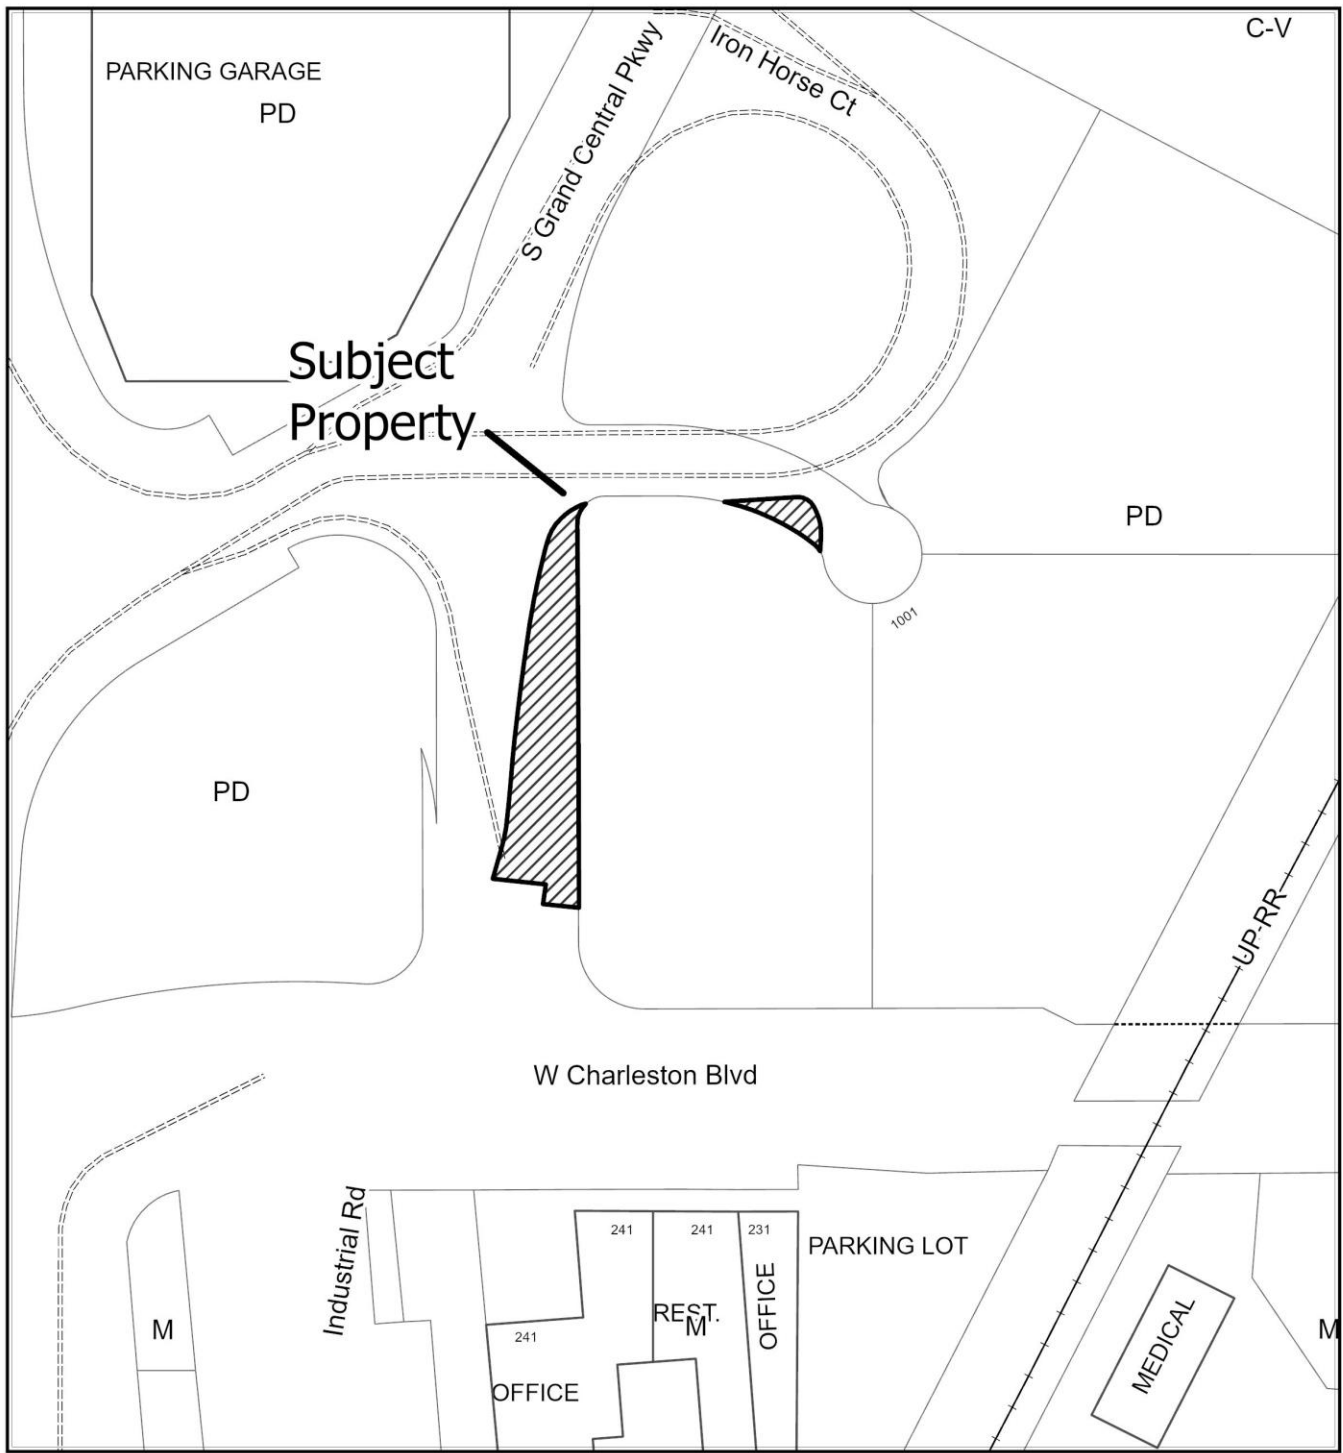 C-V
PARKING GARAGE
PD
S Grand Central Pkwy
Iron Horse Ct
Subject
Property
PD
1001
PD
UP-RR
W Charleston Blvd
Industrial Rd
241
241
231
PARKING LOT
OFFICE
REST.
M
M
M
241
MEDICAL
OFFICE